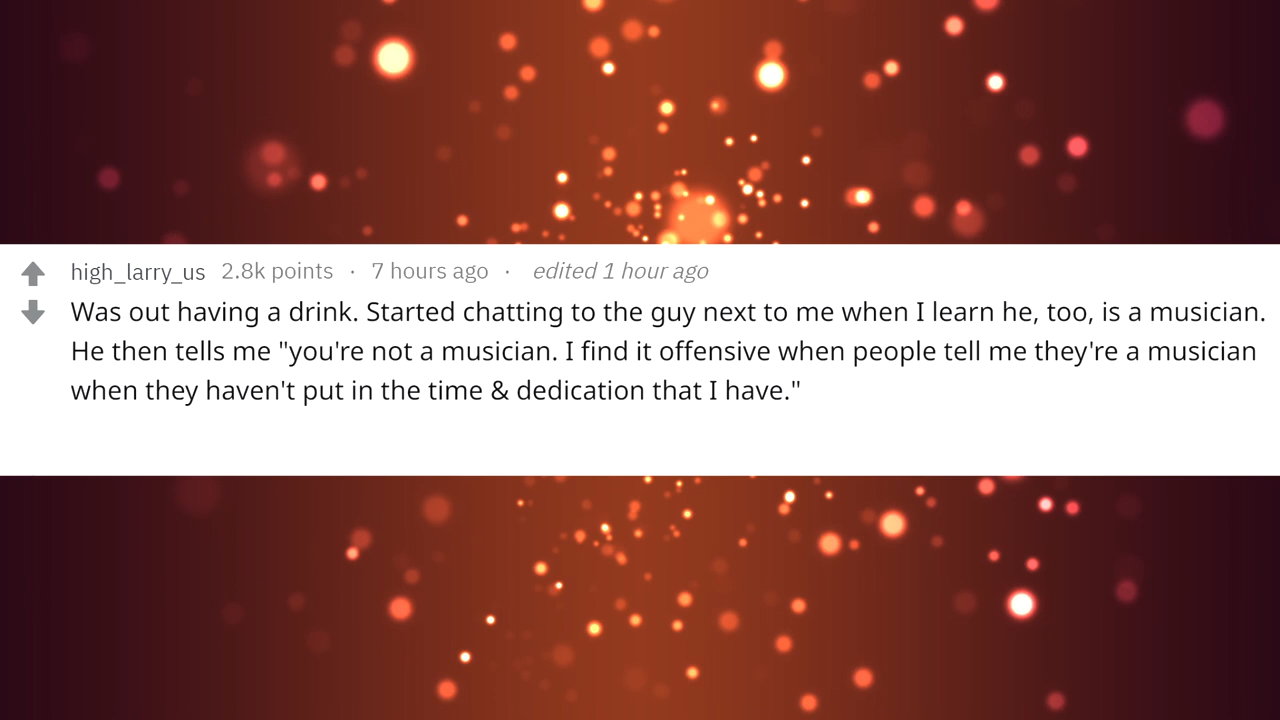 high_larry_us 2.8k points · 7 hours ago · edited 1 hour ago
Was out having a drink. Started chatting to the guy next to me when I learn he, too, is a musician.
He then tells me "you're not a musician. I find it offensive when people tell me they're a musician
when they haven't put in the time & dedication that I have."